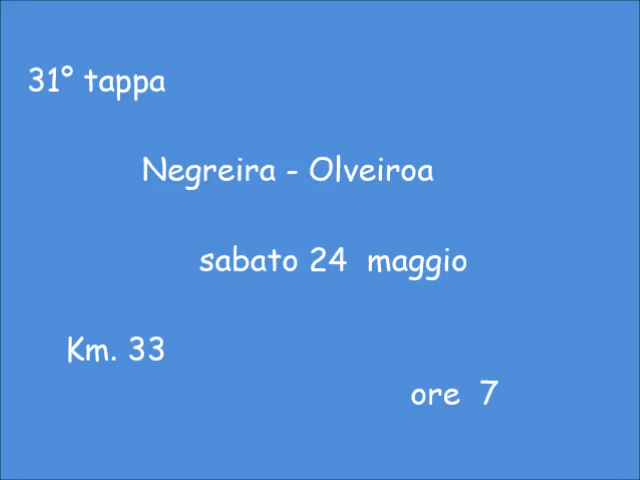 31° tappa
Negreira - Olveiroa
sabato 24 maggio
Km. 33
ore 7